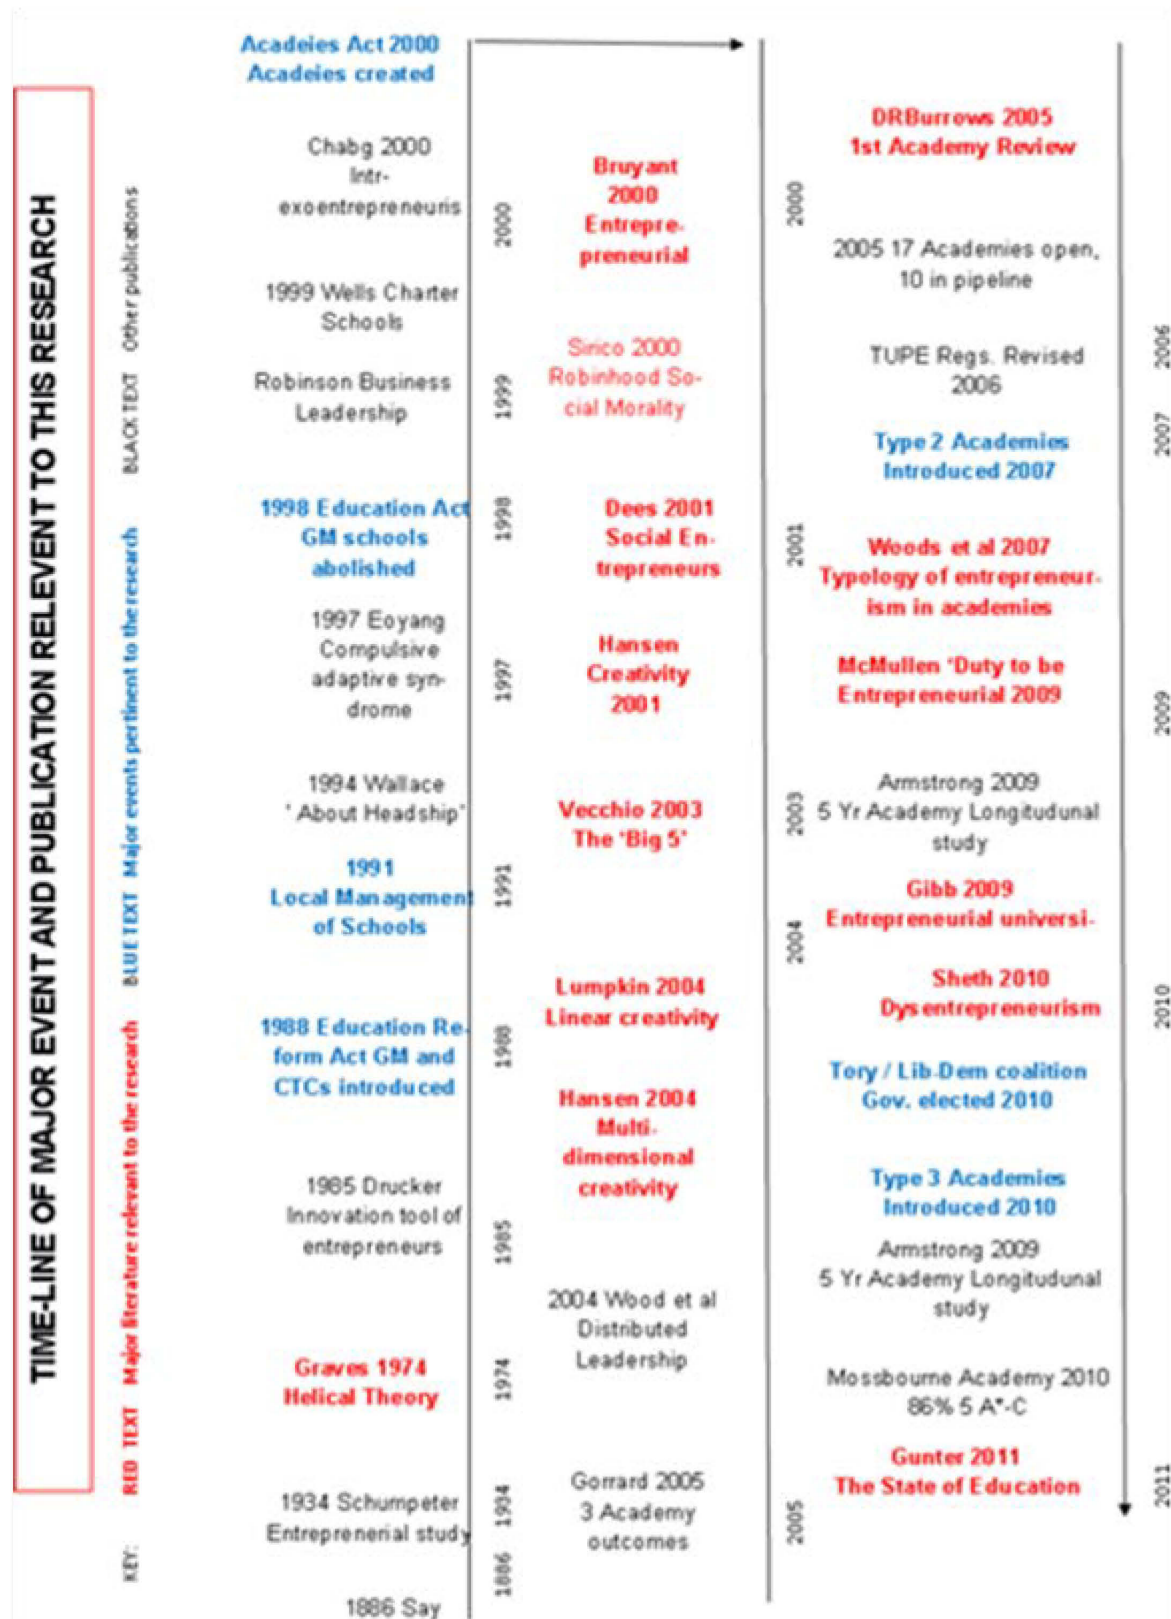 TIME-LINE OF MAJOR EVENT AND PUBLICATION RELEVENT TO THIS RESEARCH
KEY: RED TEXT Major literature relevant to the research BLUE TEXT Major events pertinent to the research BLACK TEXT Other publications
Acadeies Act 2000
Acadeies created
Chabg 2000
Intr-
exoentrepreneuris
1999 Wells Charter
Schools
Robinson Business
Leadership
1998 Education Act
GM schools
abolished
1997 Eoyang
Compulsive
adaptive syn-
drome
1994 Wallace
' About Headship'
1991
Local Management
of Schools
1988 Education Re-
form Act GM and
CTCs introduced
1985 Drucker
Innovation tool of
entrepreneurs
Graves 1974
Helical Theory
1934 Schumpeter
Entreprenerial study
1886 Say
2000
1999
1998
1997
1991
1988
1985
1974
1934
1886
Bruyant
2000
Entrepre-
preneurial
Sirico 2000
Robinhood So-
cial Morality
Dees 2001
Social En-
trepreneurs
Hansen
Creativity
2001
Vecchio 2003
The 'Big 5'
Lumpkin 2004
Linear creativity
Hansen 2004
Multi-
dimensional
creativity
2004 Wood et al
Distributed
Leadership
Gorrard 2005
3 Academy
outcomes
2000
2001
2003
2004
2005
DRBurrows 2005
1st Academy Review
2005 17 Academies open,
10 in pipeline
TUPE Regs. Revised
2006
Type 2 Academies
Introduced 2007
Woods et al 2007
Typology of entrepreneur-
ism in academies
McMullen 'Duty to be
Entrepreneurial 2009
Armstrong 2009
5 Yr Academy Longitudunal
study
Gibb 2009
Entrepreneurial universi-
Sheth 2010
Dysentrepreneurism
Tory / Lib-Dem coalition
Gov. elected 2010
Type 3 Academies
Introduced 2010
Armstrong 2009
5 Yr Academy Longitudunal
study
Mossbourne Academy 2010
86% 5 A*-C
Gunter 2011
The State of Education
2006
2007
2009
2010
2011